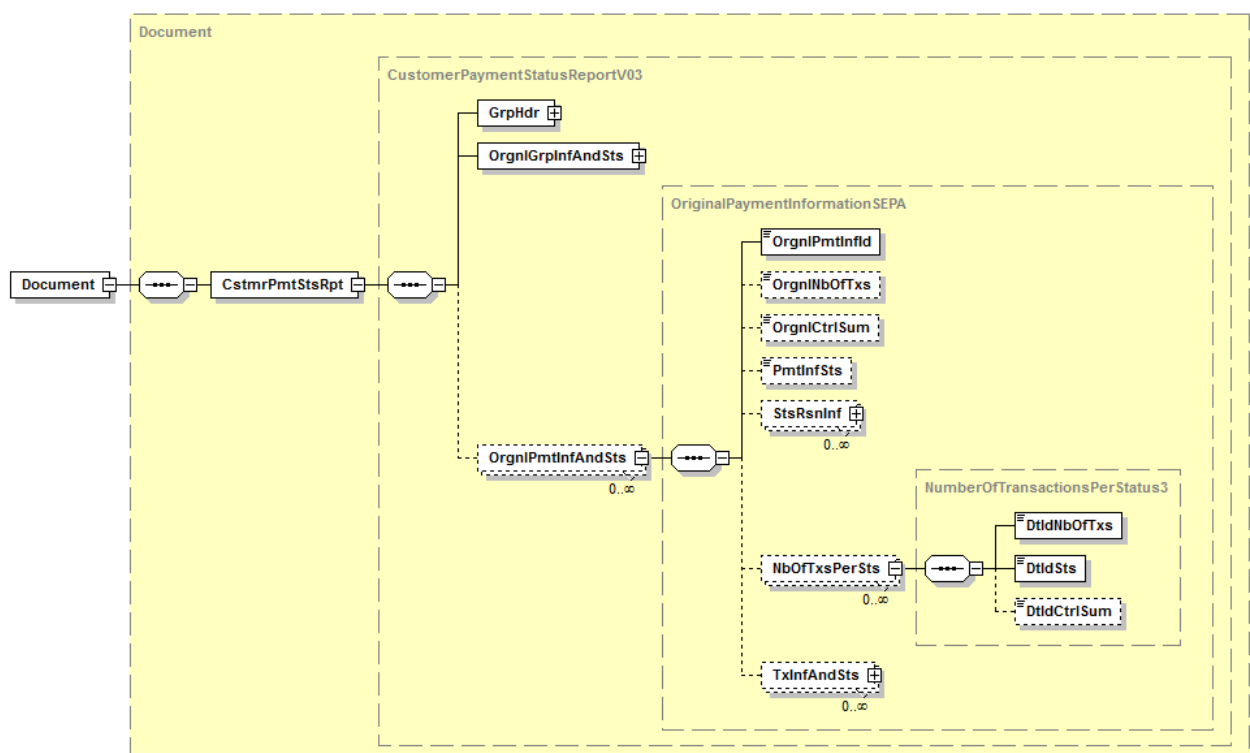 Document
CustomerPaymentStatusReportV03
GrpHdr
OrgnlGrpInfAndSts
OriginalPaymentInformationSEPA
OrgnlPmtInfId
OrgnlNbOfTxs
Document
CstmrPmtStsRpt
OrgnlCtrlSum
PmtInfSts
StsRsnInf
0..∞
OrgnlPmtInfAndSts
0..∞
NumberOfTransactionsPerStatus3
DtldNbOfTxs
NbOfTxsPerSts
0..∞
DtldSts
DtldCtrlSum
TxInfAndSts
0..∞